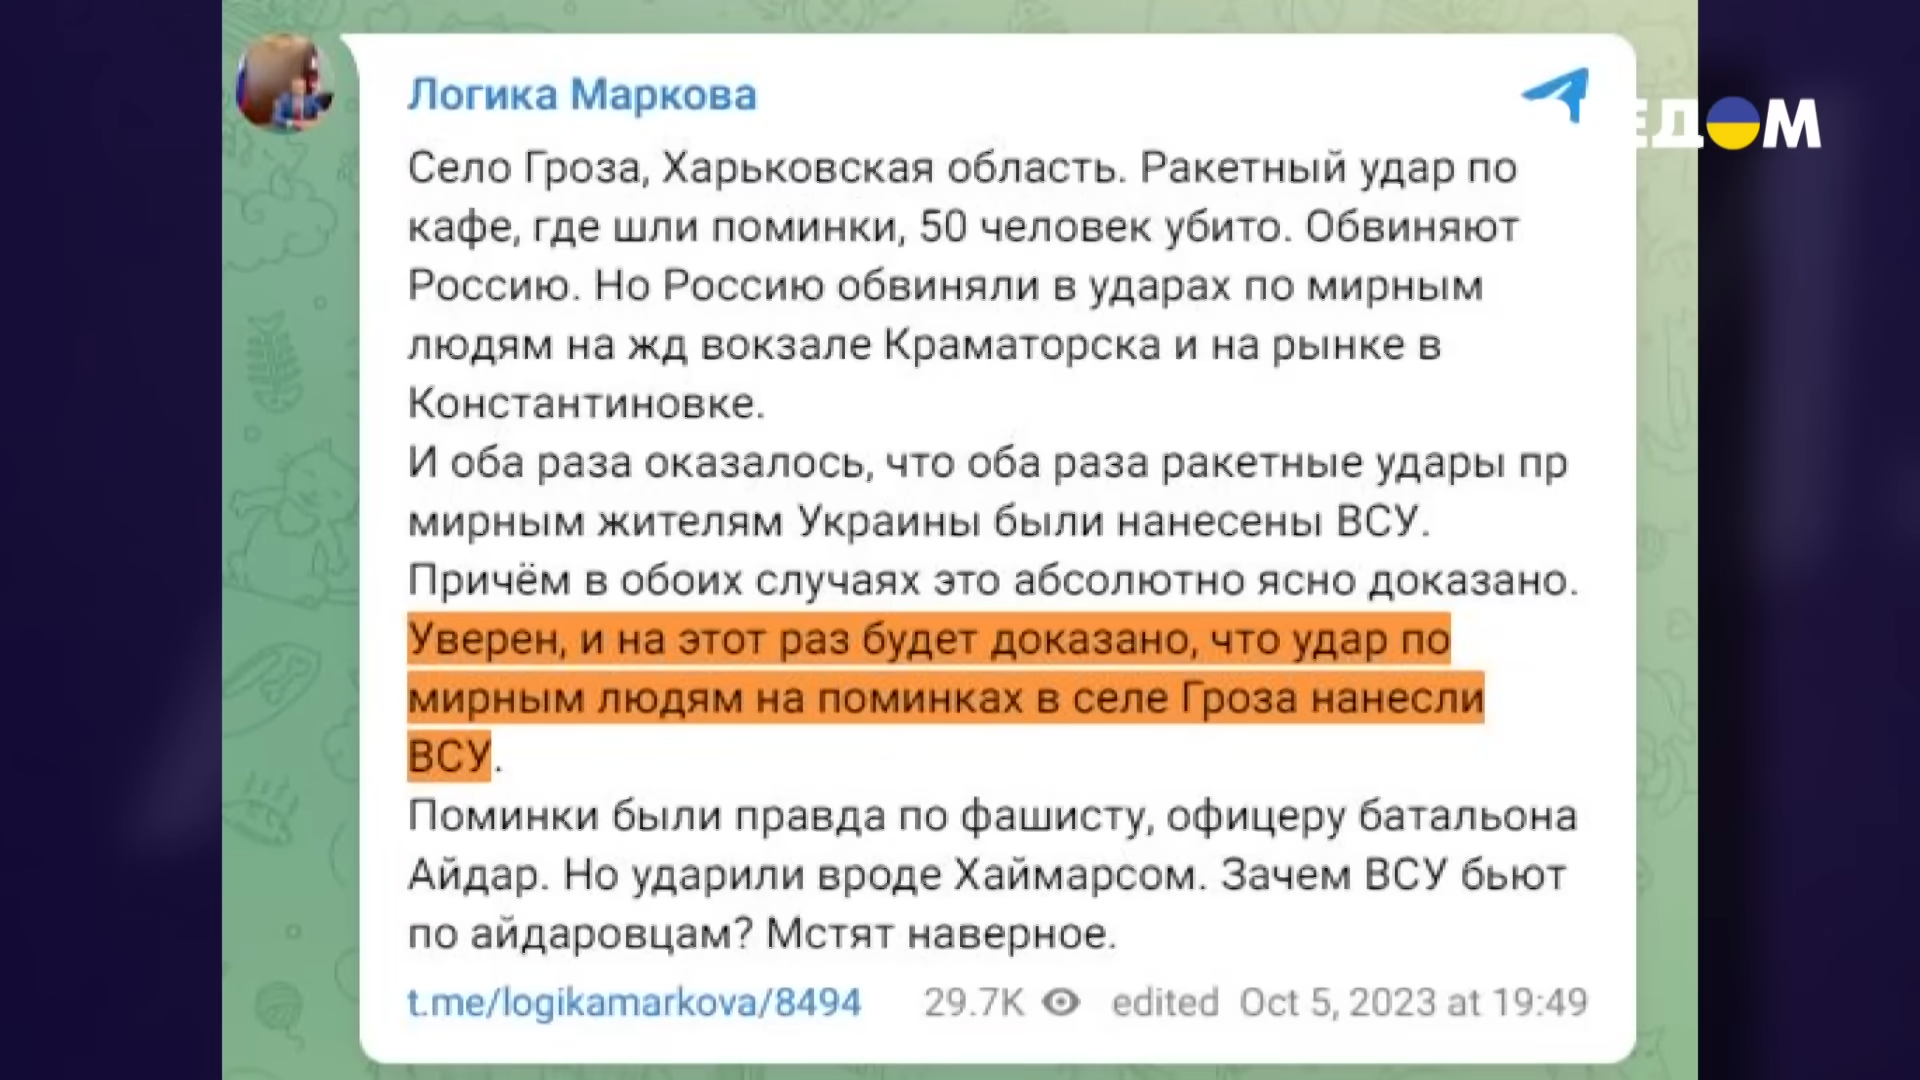 Логика Маркова
ЕДОМ
Село Гроза, Харьковская область. Ракетный удар по
кафе, где шли поминки, 50 человек убито. Обвиняют
Россию. Но Россию обвиняли в ударах по мирным
людям на жд вокзале Краматорска и на рынке в
Константиновке.
И оба раза оказалось, что оба раза ракетные удары пр
мирным жителям Украины были нанесены ВСУ.
Причём в обоих случаях это абсолютно ясно доказано.
Уверен, и на этот раз будет доказано, что удар по
мирным людям на поминках в селе Гроза нанесли
ВСУ.
Поминки были правда по фашисту, офицеру батальона
Айдар. Но ударили вроде Хаймарсом. Зачем ВСУ бьют
по айдаровцам? Мстят наверное.
t.me/logikamarkova/8494 29.7K edited Oct 5, 2023 at 19:49